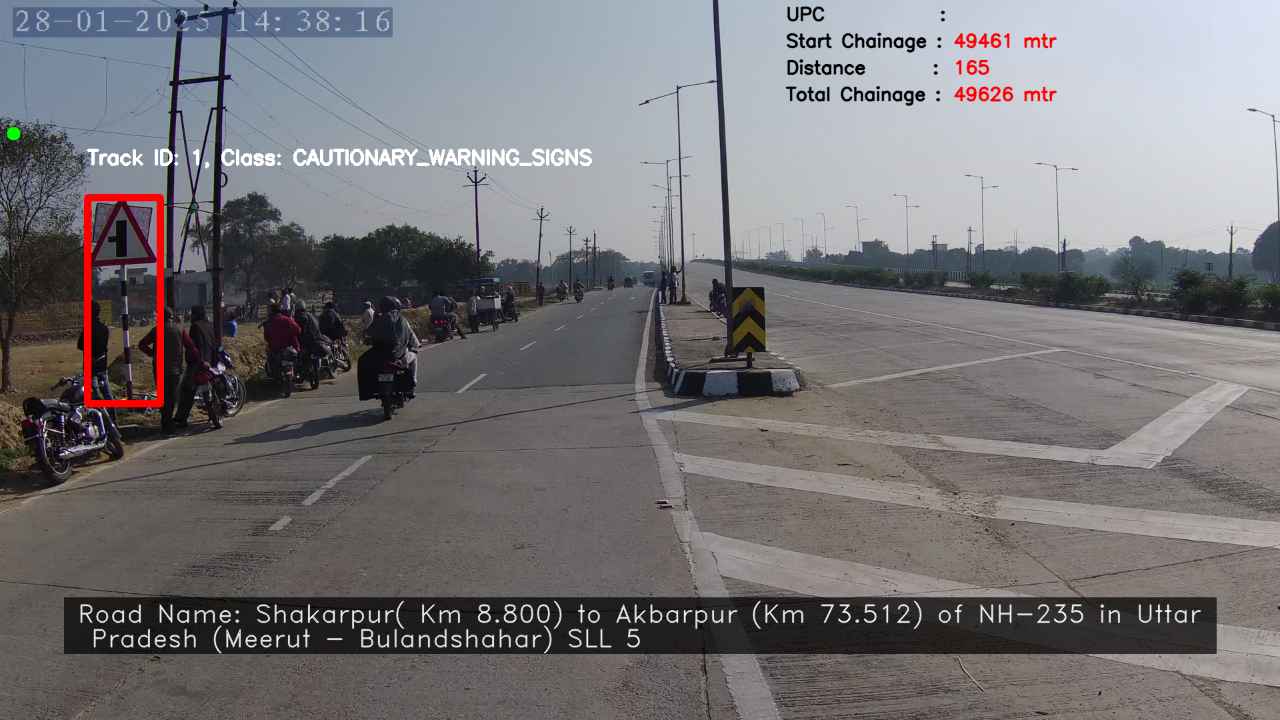 28-01-2025 14:38:16
UPC :
Start Chainage : 49461 mtr
Distance : 165
Total Chainage : 49626 mtr
Track ID: 1, Class: CAUTIONARY_WARNING_SIGNS
Road Name: Shakarpur( Km 8.800) to Akbarpur (Km 73.512) of NH-235 in Uttar
Pradesh (Meerut - Bulandshahar) SLL 5